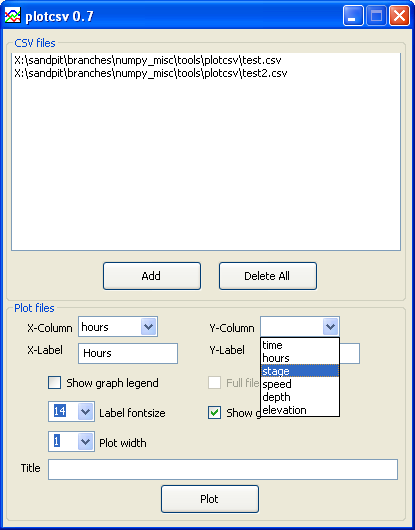 plotcsv 0.7
CSV files
X:\sandpit\branches\numpy_misc\tools\plotcsv\test.csv
X:\sandpit\branches\numpy_misc\tools\plotcsv\test2.csv
Add Delete All
Plot files
X-Column hours Y-Column
X-Label Hours Y-Label
time
hours
stage
speed
depth
elevation
Show graph legend Full file
14 Label fontsize Show g
1 Plot width
Title
Plot